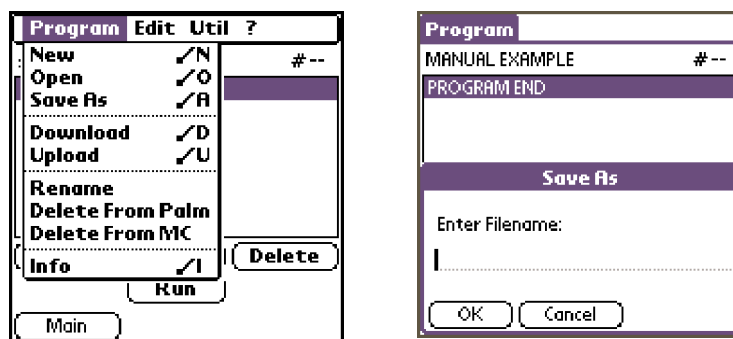 Program Edit Util ?
New ⁄N
#--
Open ⁄O
Save As ⁄A
Download ⁄D
Upload ⁄U
Rename
Delete From Palm
Delete From MC
Info ⁄I
Delete
Run
Main
Program
MANUAL EXAMPLE #--
PROGRAM END
Save As
Enter Filename:
OK Cancel